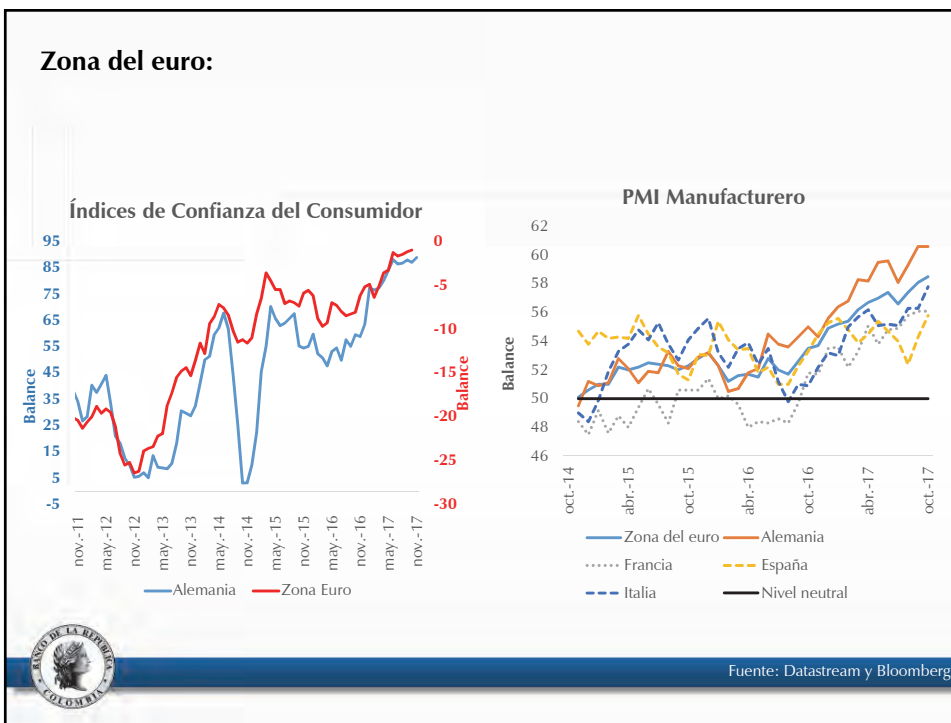 Zona del euro:
Índices de Confianza del Consumidor
95
85
75
65
55
45
35
25
15
5
-5
Balance
0
-5
-10
-15
-20
-25
-30
Balance
nov.-11
may.-12
nov.-12
may.-13
nov.-13
may.-14
nov.-14
may.-15
nov.-15
may.-16
nov.-16
may.-17
nov.-17
Alemania
Zona Euro
PMI Manufacturero
62
60
58
56
54
52
50
48
46
Balance
oct.-14
abr.-15
oct.-15
abr.-16
oct.-16
abr.-17
oct.-17
Zona del euro
Alemania
Francia
España
Italia
Nivel neutral
BANCO DE LA REPUBLICA
COLOMBIA
Fuente: Datastream y Bloomberg